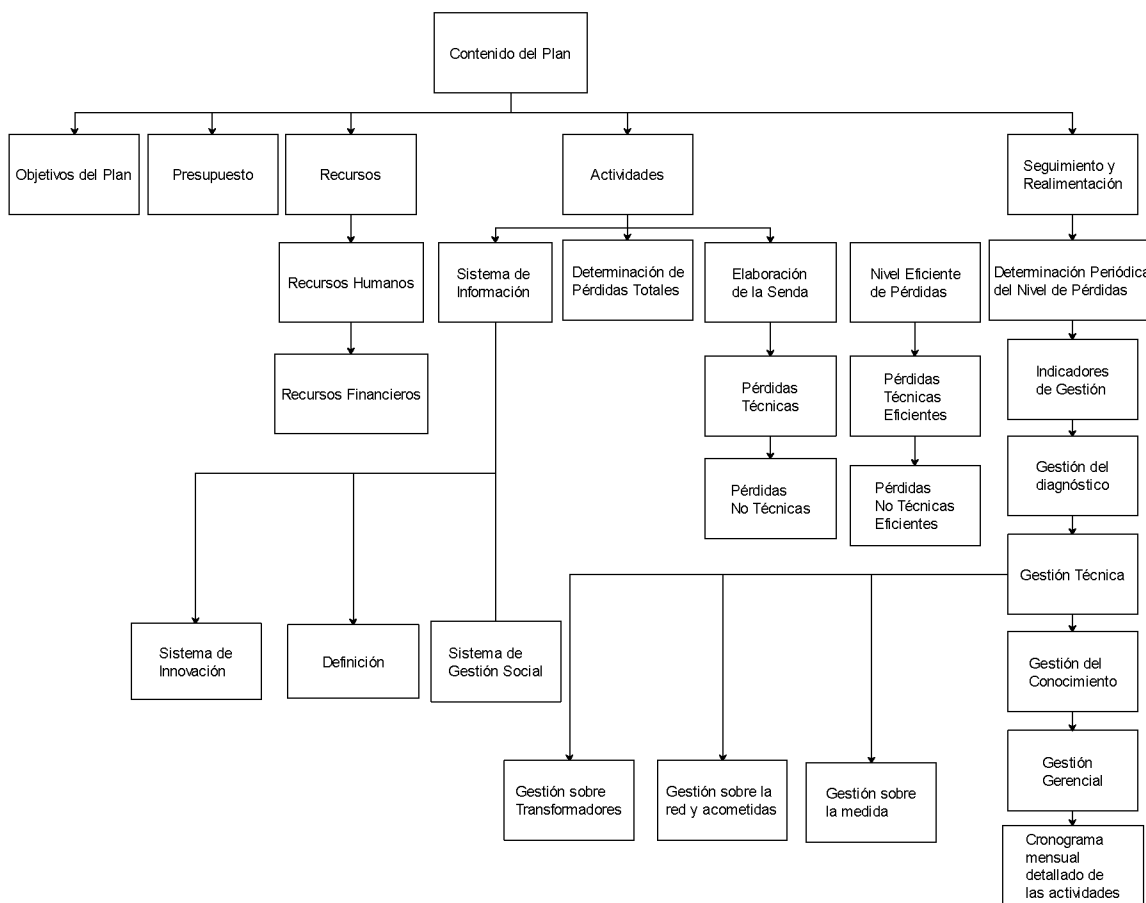 Contenido del Plan
Objetivos del Plan
Presupuesto
Recursos
Actividades
Seguimiento y
Realimentación
Recursos Humanos
Sistema de
Información
Determinación de
Pérdidas Totales
Elaboración
de la Senda
Nivel Eficiente
de Pérdidas
Determinación Periódica
del Nivel de Pérdidas
Recursos Financieros
Pérdidas
Técnicas
Pérdidas
Técnicas
Eficientes
Indicadores
de Gestión
Pérdidas
No Técnicas
Pérdidas
No Técnicas
Eficientes
Gestión del
diagnóstico
Gestión Técnica
Sistema de
Innovación
Definición
Sistema de
Gestión Social
Gestión del
Conocimiento
Gestión sobre
Transformadores
Gestión sobre la
red y acometidas
Gestión sobre
la medida
Gestión
Gerencial
Cronograma
mensual
detallado de
las actividades